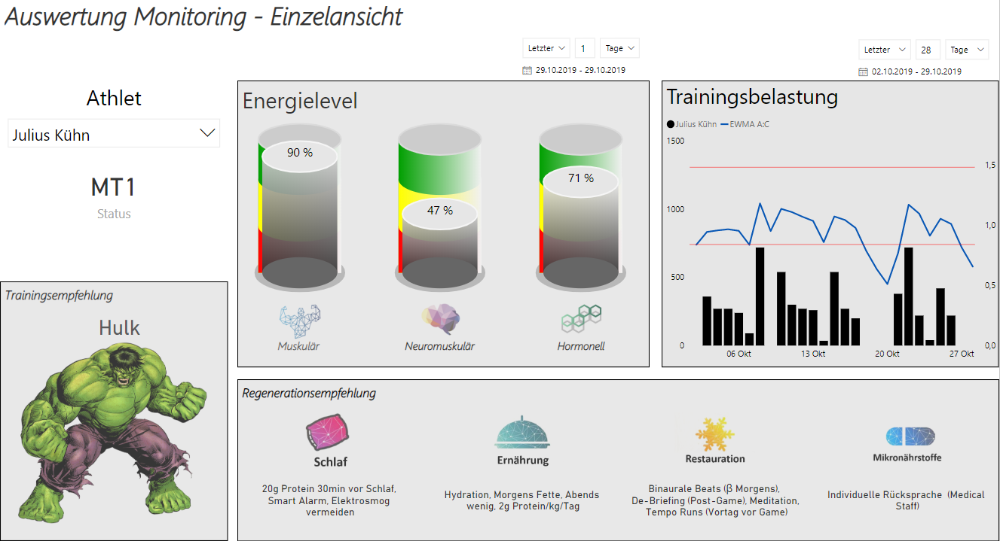 Auswertung Monitoring - Einzelansicht
Letzter 1 Tage
29.10.2019 - 29.10.2019
Letzter 28 Tage
02.10.2019 - 29.10.2019
Athlet
Julius Kühn
MT1
Status
Trainingsempfehlung
Hulk
Energielevel
90 %
47 %
71 %
Muskulär
Neuromuskulär
Hormonell
Trainingsbelastung
Julius Kühn EWMA A:C
1500
1000
500
0
1,5
1,0
0,5
0,0
06 Okt 13 Okt 20 Okt 27 Okt
Regenerationsempfehlung
Schlaf
20g Protein 30min vor Schlaf,
Smart Alarm, Elektrosmog
vermeiden
Ernährung
Hydration, Morgens Fette, Abends
wenig, 2g Protein/kg/Tag
Restauration
Binaurale Beats (β Morgens),
De-Briefing (Post-Game), Meditation,
Tempo Runs (Vortag vor Game)
Mikronährstoffe
Individuelle Rücksprache (Medical
Staff)